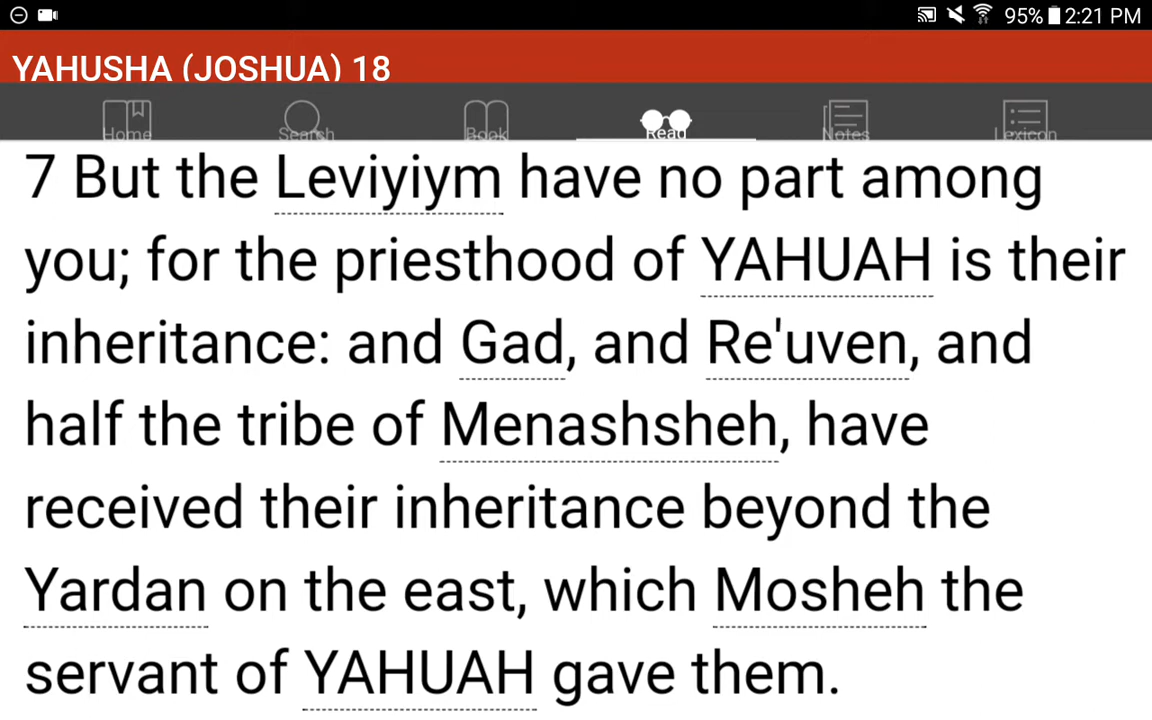 95% 2:21 PM
YAHUSHA (JOSHUA) 18
Home Search Book Read Notes Lexicon
7 But the Leviyiym have no part among
you; for the priesthood of YAHUAH is their
inheritance: and Gad, and Re'uven, and
half the tribe of Menashsheh, have
received their inheritance beyond the
Yardan on the east, which Mosheh the
servant of YAHUAH gave them.